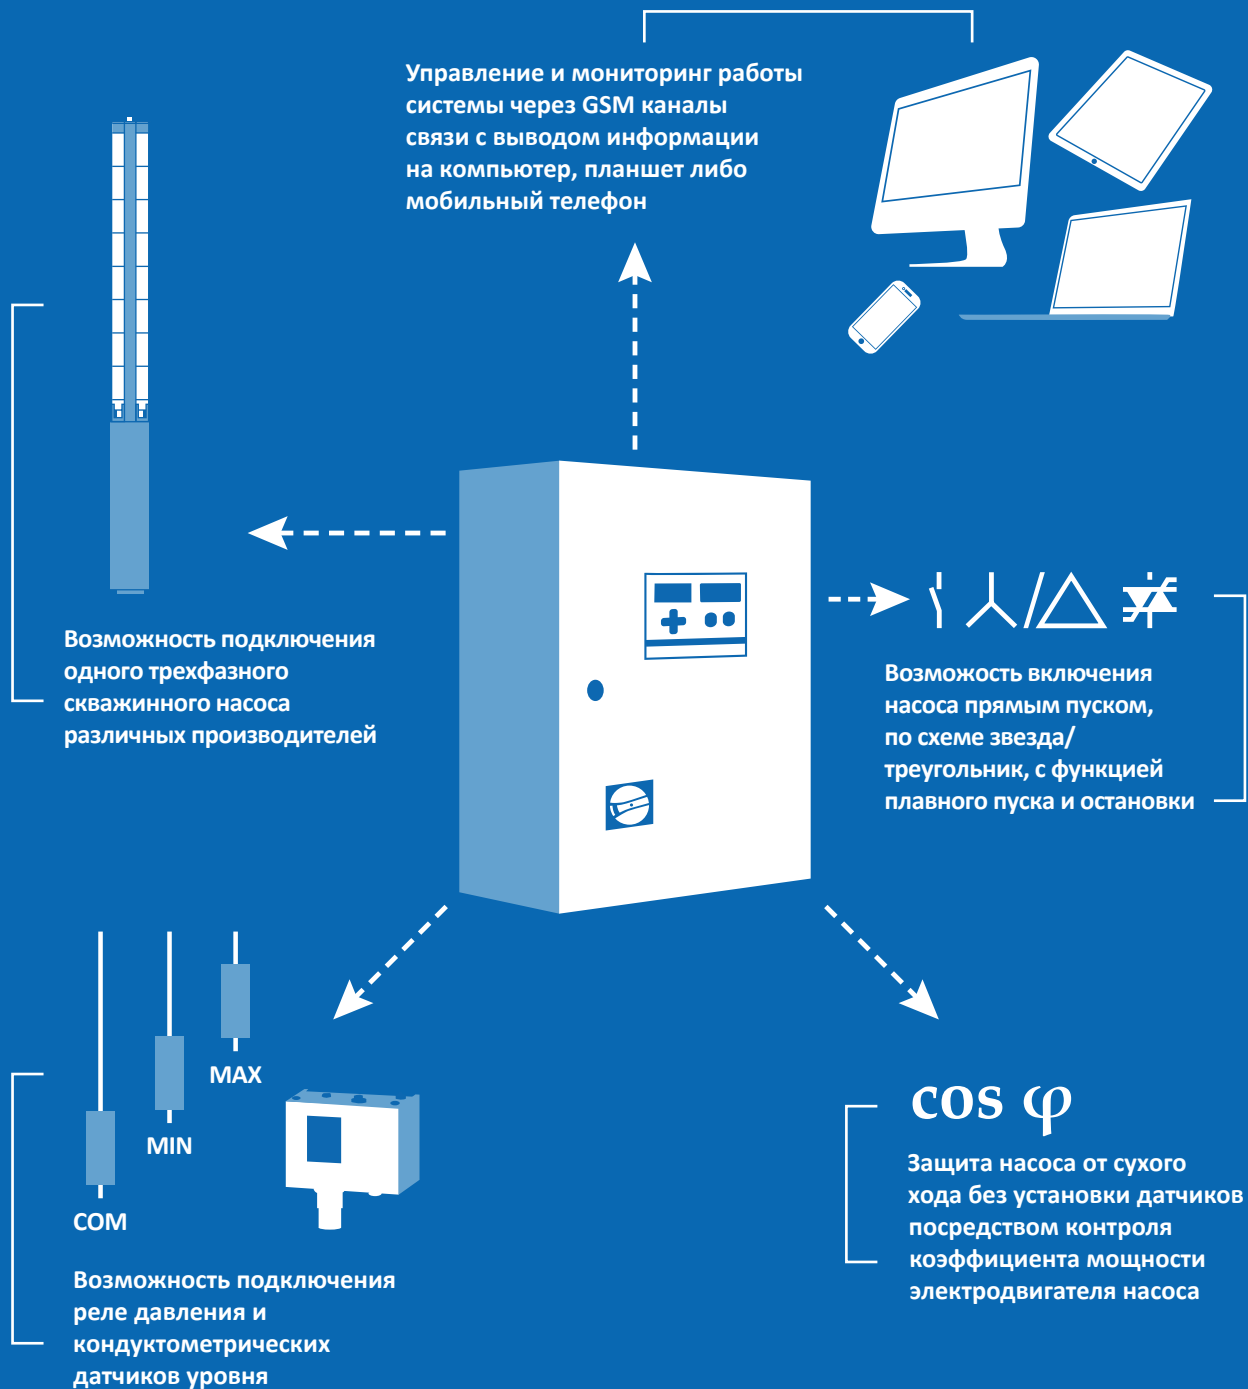 Управление и мониторинг работы
системы через GSM каналы
связи с выводом информации
на компьютер, планшет либо
мобильный телефон
Возможность подключения
одного трехфазного
скважинного насоса
различных производителей
Возможость включения
насоса прямым пуском,
по схеме звезда/
треугольник, с функцией
плавного пуска и остановки
MAX
MIN
COM
Возможность подключения
реле давления и
кондуктометрических
датчиков уровня
cos φ
Защита насоса от сухого
хода без установки датчиков
посредством контроля
коэффициента мощности
электродвигателя насоса